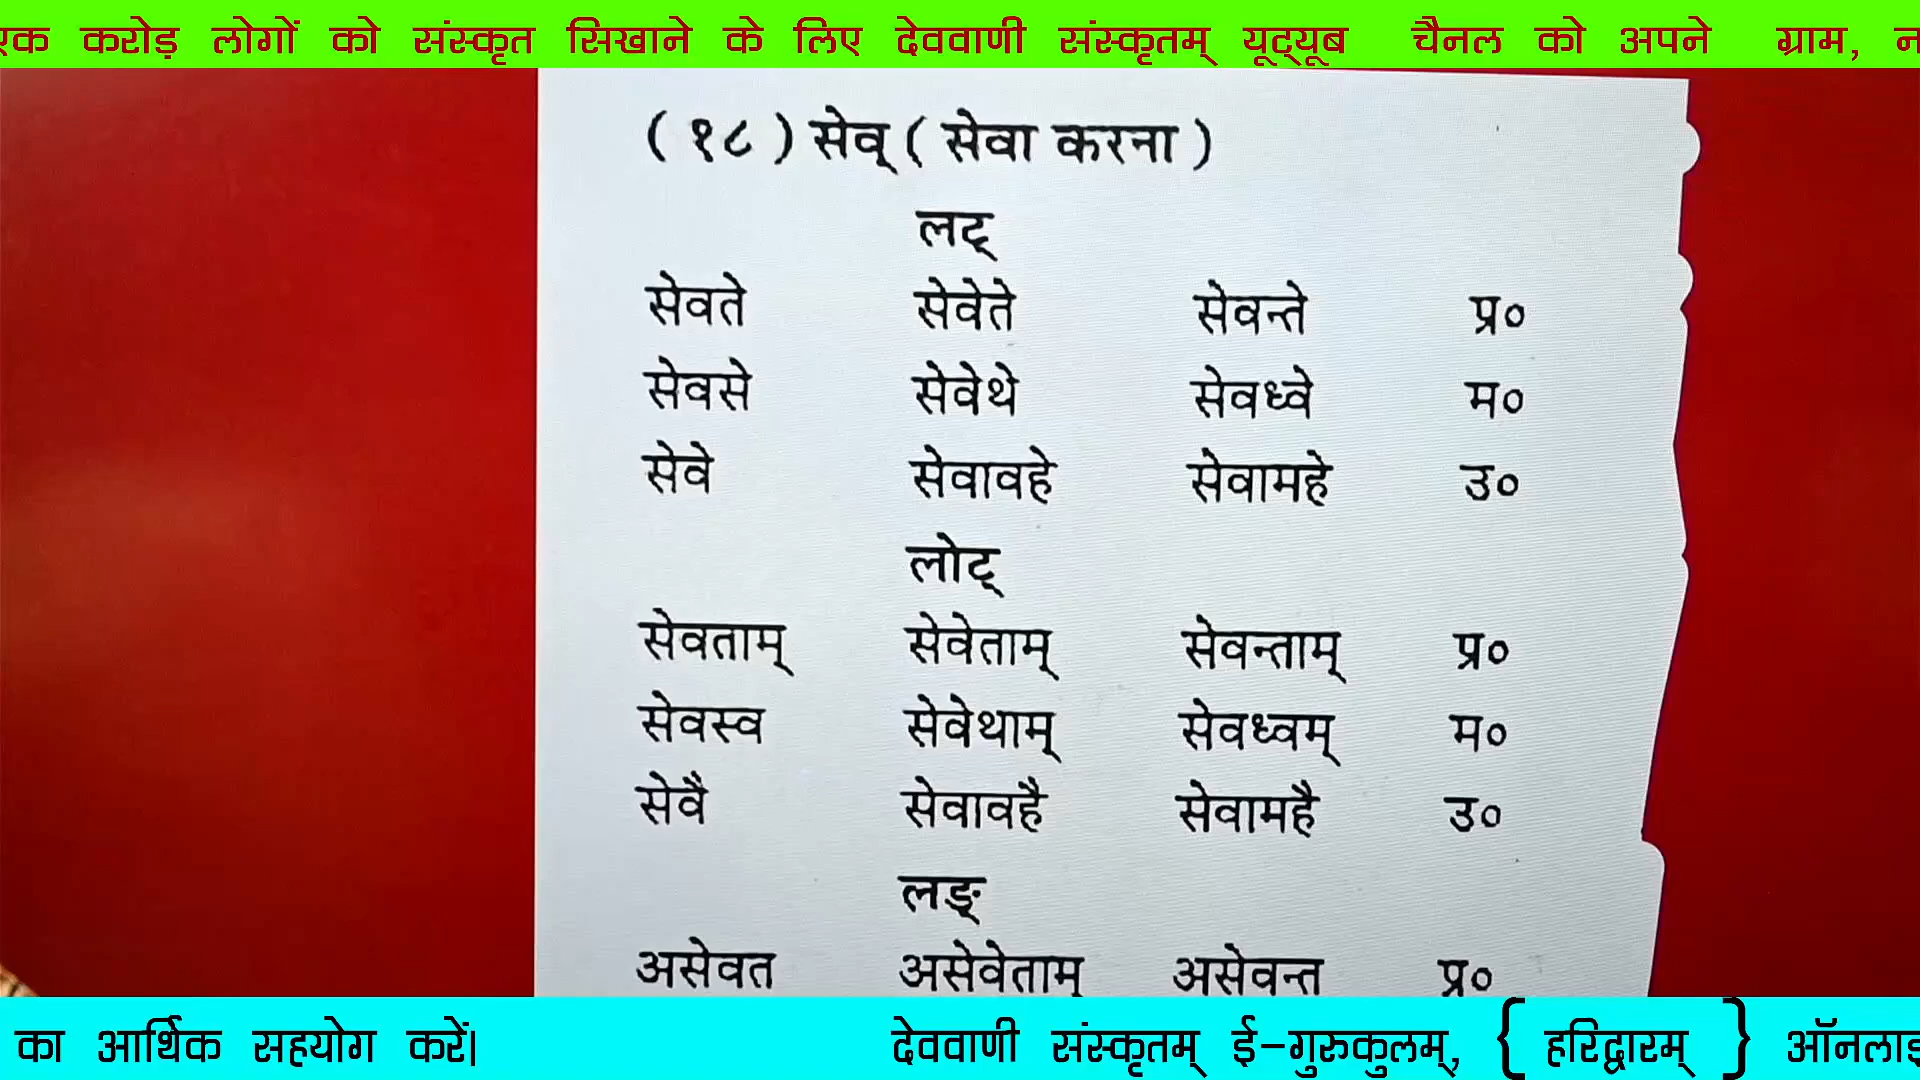 एक करोड़ लोगों को संस्कृत सिखाने के लिए देववाणी संस्कृतम् यूट्यूब चैनल को अपने ग्राम,
( १८ ) सेव् ( सेवा करना )
लट्
सेवते सेवेते सेवन्ते प्र०
सेवसे सेवेथे सेवध्वे म०
सेवे सेवावहे सेवामहे उ०
लोट्
सेवताम् सेवेताम् सेवन्ताम् प्र०
सेवस्व सेवेथाम् सेवध्वम् म०
सेवै सेवावहै सेवामहै उ०
लङ्
असेवत असेवेताम् असेवन्त प्र०
का आर्थिक सहयोग करें। देववाणी संस्कृतम् ई-गुरुकुलम्, { हरिद्वारम् }